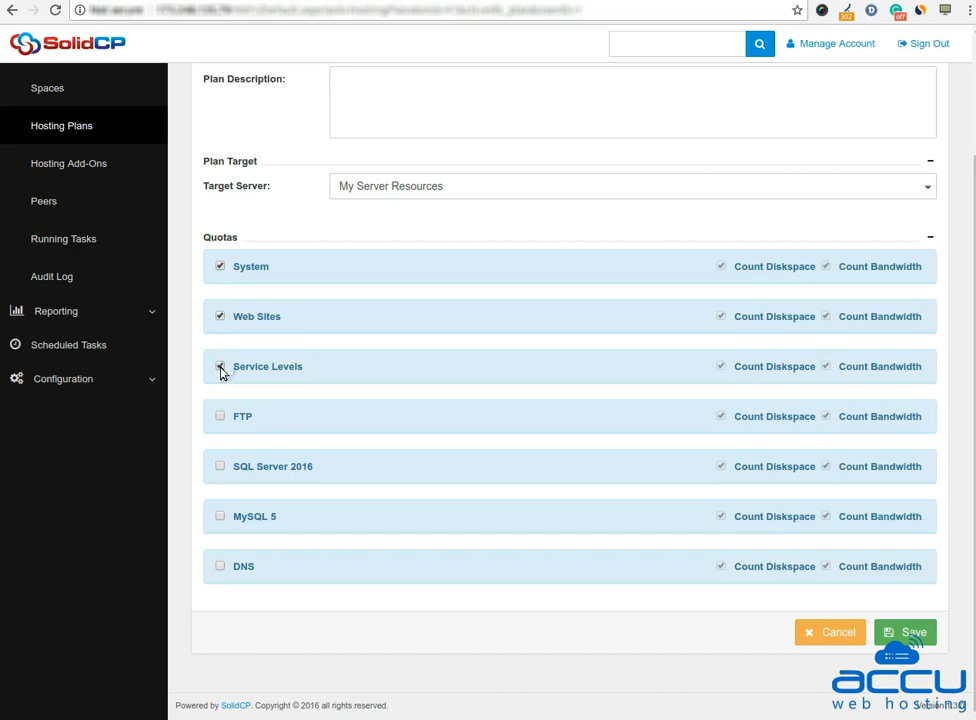 SolidCP
Manage Account
Sign Out
302
off
Spaces
Hosting Plans
Hosting Add-Ons
Peers
Running Tasks
Audit Log
Reporting
Scheduled Tasks
Configuration
Plan Description:
Plan Target
Target Server:
My Server Resources
Quotas
System Count Diskspace Count Bandwidth
Web Sites Count Diskspace Count Bandwidth
Service Levels Count Diskspace Count Bandwidth
FTP Count Diskspace Count Bandwidth
SQL Server 2016 Count Diskspace Count Bandwidth
MySQL 5 Count Diskspace Count Bandwidth
DNS Count Diskspace Count Bandwidth
Cancel Save
accu
web hosting
Powered by SolidCP. Copyright © 2016 all rights reserved.